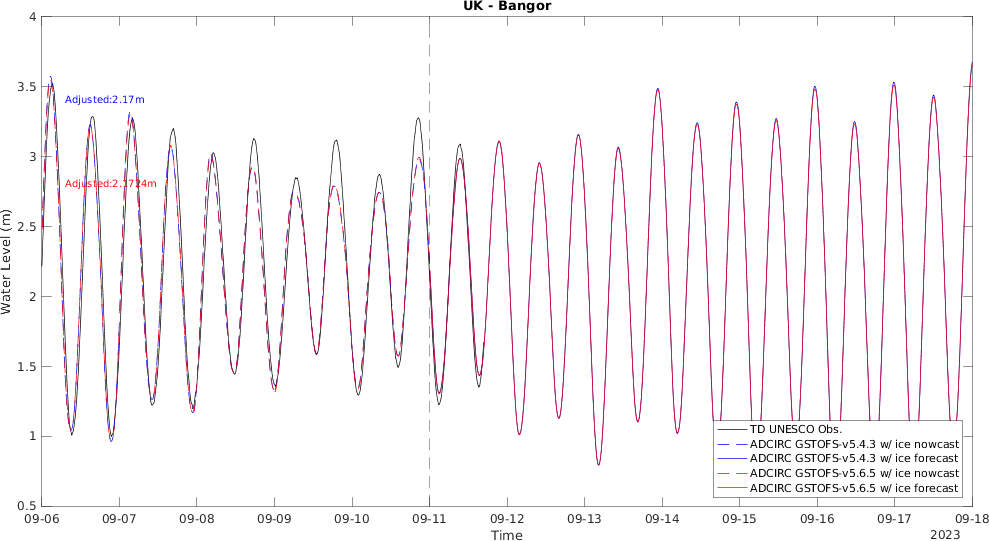 UK - Bangor
4
3.5
3
2.5
2
1.5
1
0.5
Water Level (m)
Adjusted:2.17m
Adjusted:2.1724m
TD UNESCO Obs.
ADCIRC GSTOFS-v5.4.3 w/ ice nowcast
ADCIRC GSTOFS-v5.4.3 w/ ice forecast
ADCIRC GSTOFS-v5.6.5 w/ ice nowcast
ADCIRC GSTOFS-v5.6.5 w/ ice forecast
09-06 09-07 09-08 09-09 09-10 09-11 09-12 09-13 09-14 09-15 09-16 09-17 09-18
Time
2023